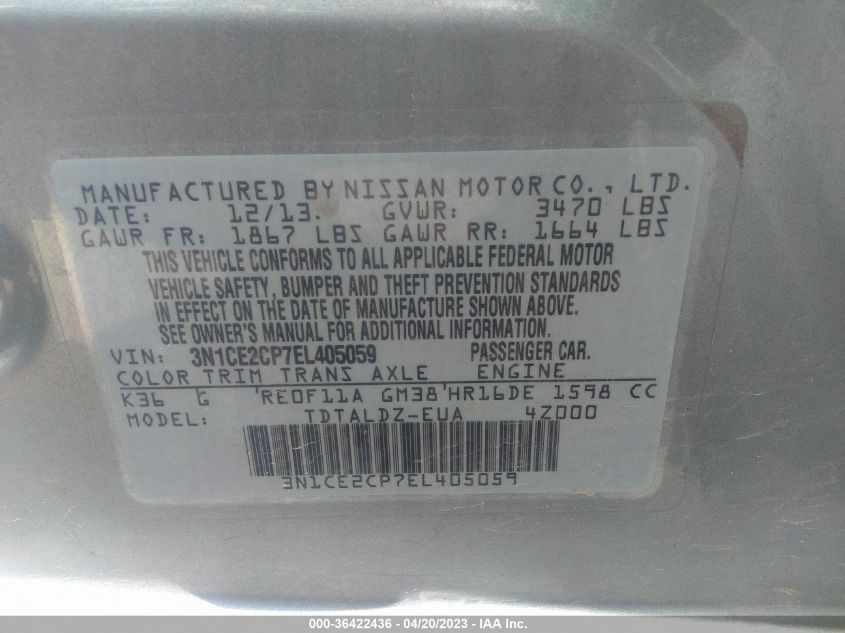 MANUFACTURED BY NISSAN MOTOR CO., LTD.
DATE: 12/13. GVWR: 3470 LBS
GAWR FR: 1867 LBS GAWR RR: 1664 LBS
THIS VEHICLE CONFORMS TO ALL APPLICABLE FEDERAL MOTOR
VEHICLE SAFETY, BUMPER AND THEFT PREVENTION STANDARDS
IN EFFECT ON THE DATE OF MANUFACTURE SHOWN ABOVE.
SEE OWNER'S MANUAL FOR ADDITIONAL INFORMATION.
VIN: 3N1CE2CP7EL405059 PASSENGER CAR.
COLOR TRIM TRANS AXLE ENGINE
K36 G RE0F11A GM38 HR16DE 1598 CC
MODEL: TDTALDZ-EUA 4Z000
3N1CE2CP7EL405059
000-36422436 - 04/20/2023 - IAA Inc.